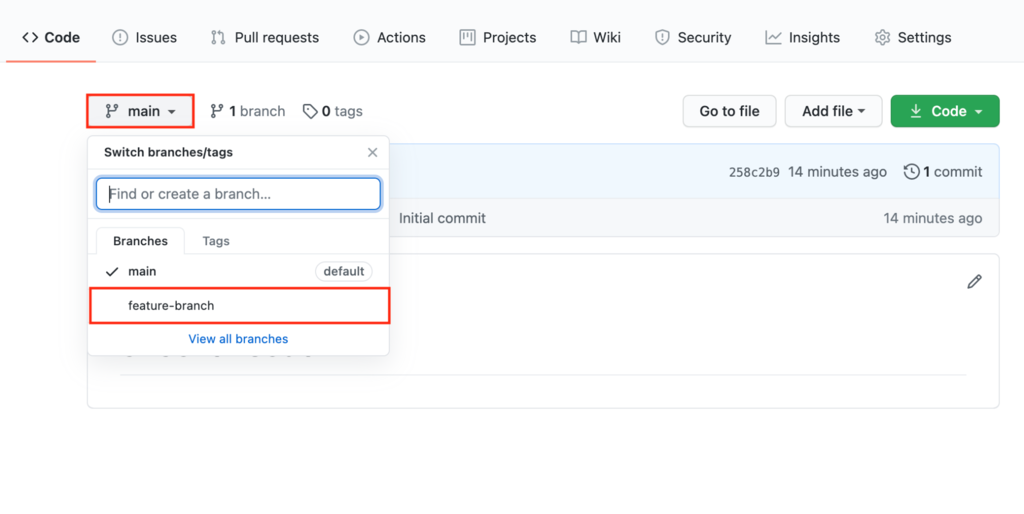 Code Issues Pull requests Actions Projects Wiki Security Insights Settings
main 1 branch 0 tags Go to file Add file Code
Switch branches/tags
258c2b9 14 minutes ago 1 commit
Find or create a branch...
Initial commit 14 minutes ago
Branches Tags
main default
feature-branch
View all branches